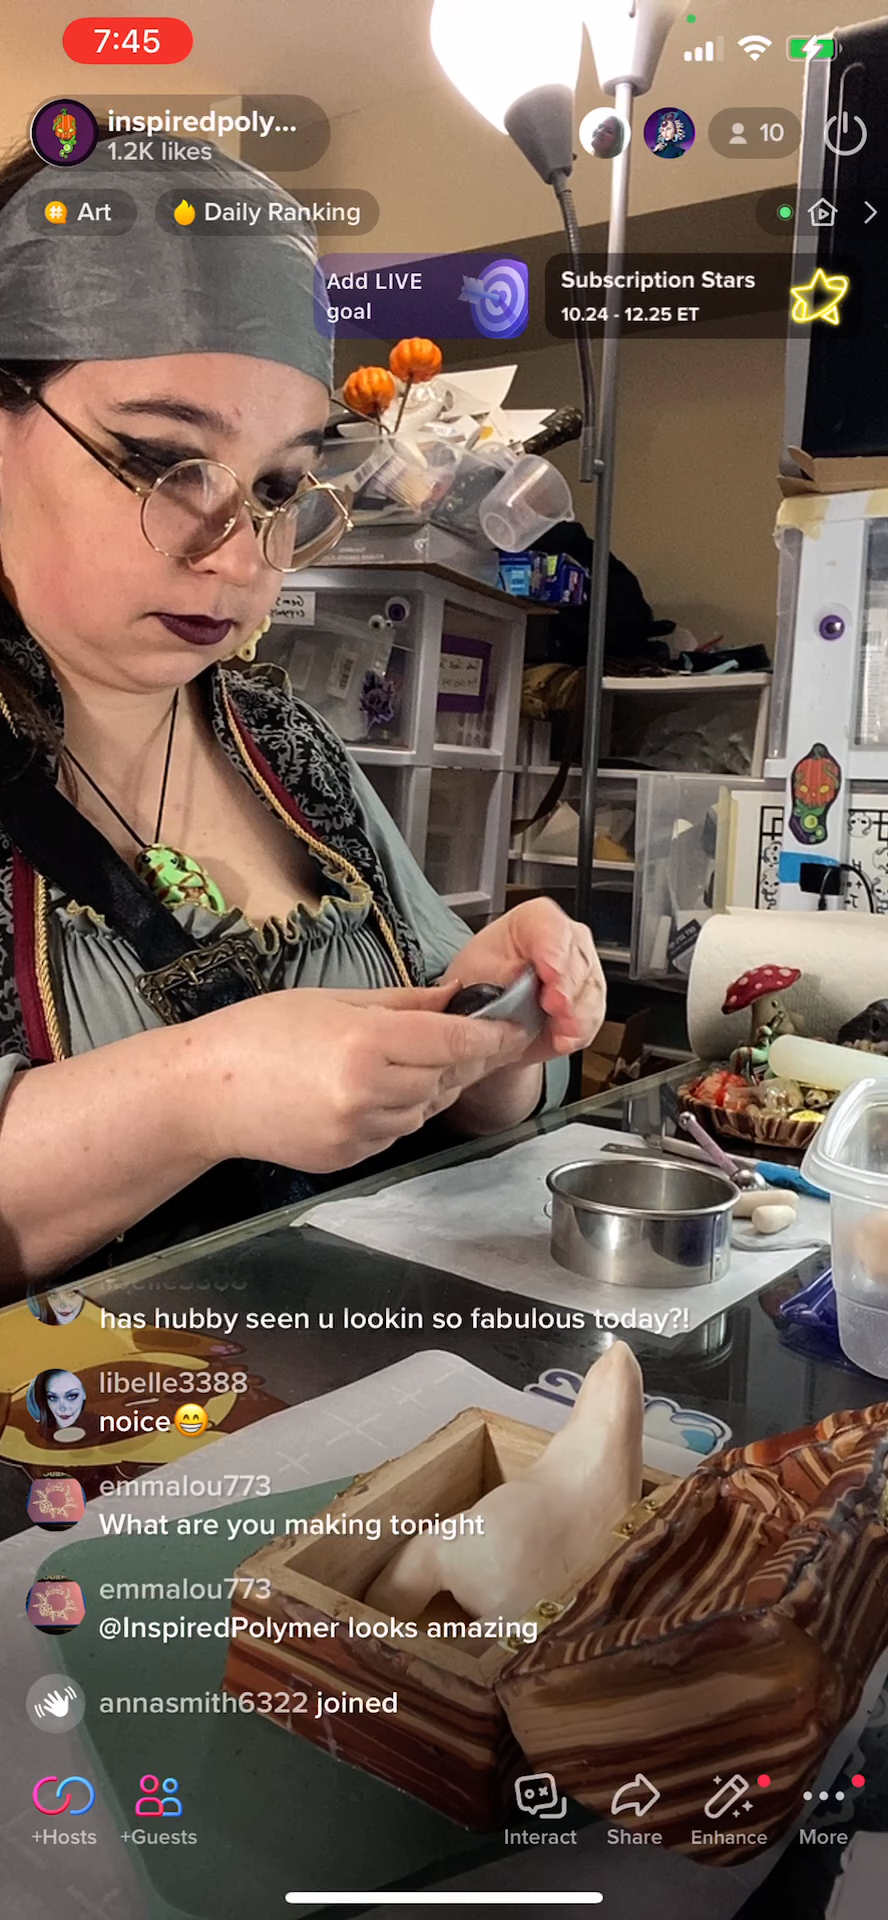 7:45
inspiredpoly...
1.2K likes
10
Art
Daily Ranking
Add LIVE
goal
Subscription Stars
10.24 - 12.25 ET
has hubby seen u lookin so fabulous today?!
libelle3388
noice😁
emmalou773
What are you making tonight
emmalou773
@InspiredPolymer looks amazing
annasmith6322 joined
+Hosts
+Guests
Interact
Share
Enhance
More